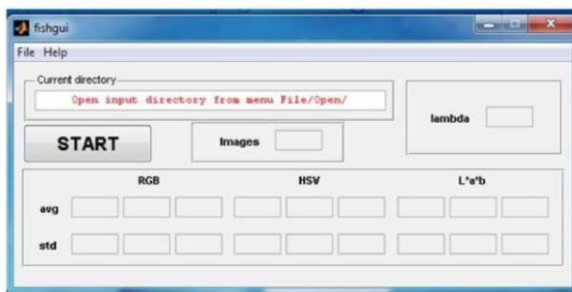 fishgui
File Help
Current directory
Open input directory from menu File/Open/
lambda
START
Images
RGB HSV L*a*b
avg
std